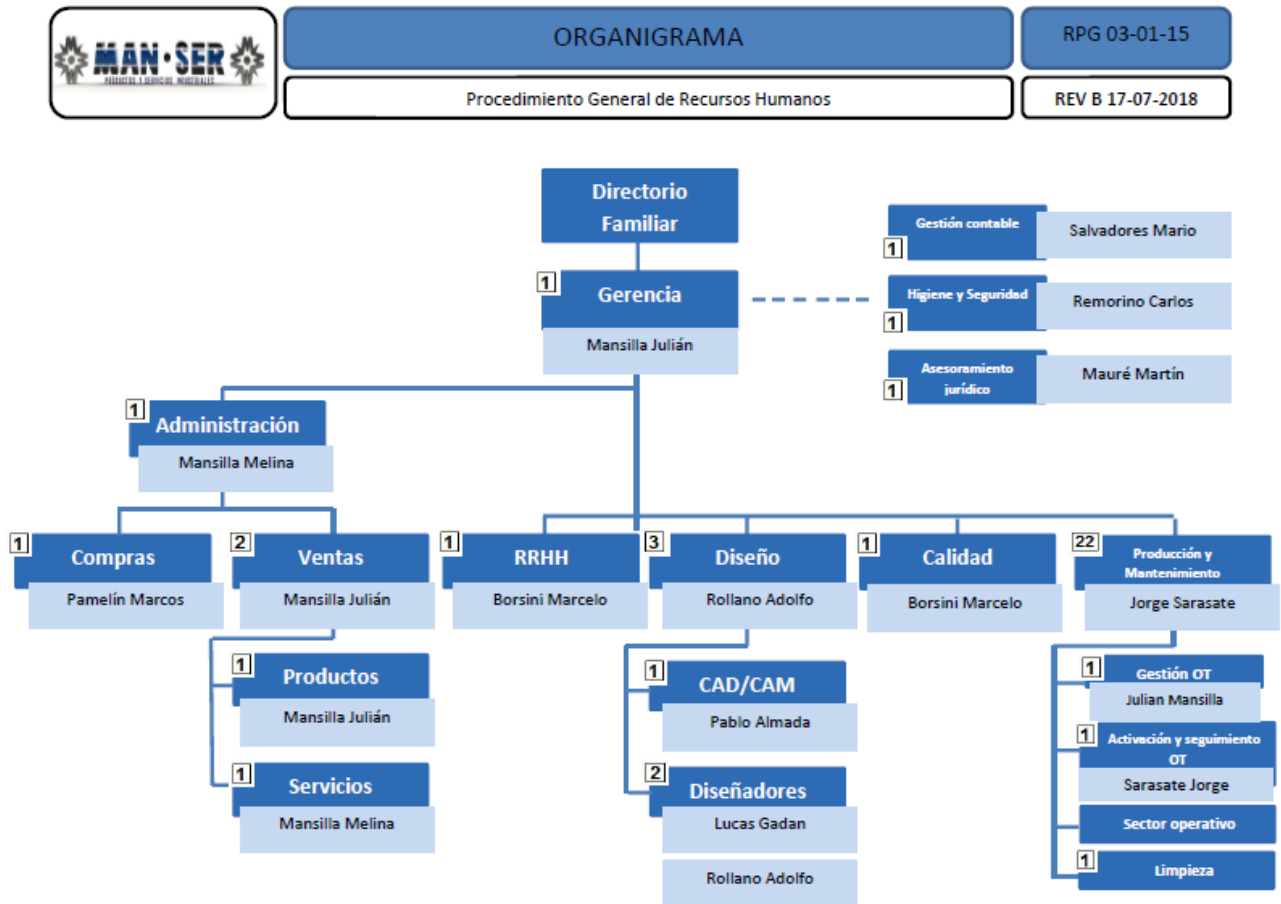 MAN·SER
PRODUCTOS Y SERVICIOS INDUSTRIALES
ORGANIGRAMA
RPG 03-01-15
Procedimiento General de Recursos Humanos
REV B 17-07-2018
Directorio
Familiar
1
Gerencia
Mansilla Julián
Gestión contable
1
Salvadores Mario
Higiene y Seguridad
1
Remorino Carlos
Asesoramiento
jurídico
1
Mauré Martín
1
Administración
Mansilla Melina
1
Compras
Pamelín Marcos
2
Ventas
Mansilla Julián
1
RRHH
Borsini Marcelo
3
Diseño
Rollano Adolfo
1
Calidad
Borsini Marcelo
22
Producción y
Mantenimiento
Jorge Sarasate
1
Productos
Mansilla Julián
1
Servicios
Mansilla Melina
1
CAD/CAM
Pablo Almada
2
Diseñadores
Lucas Gadan
Rollano Adolfo
1
Gestión OT
Julian Mansilla
1
Activación y seguimiento
OT
Sarasate Jorge
Sector operativo
1
Limpieza